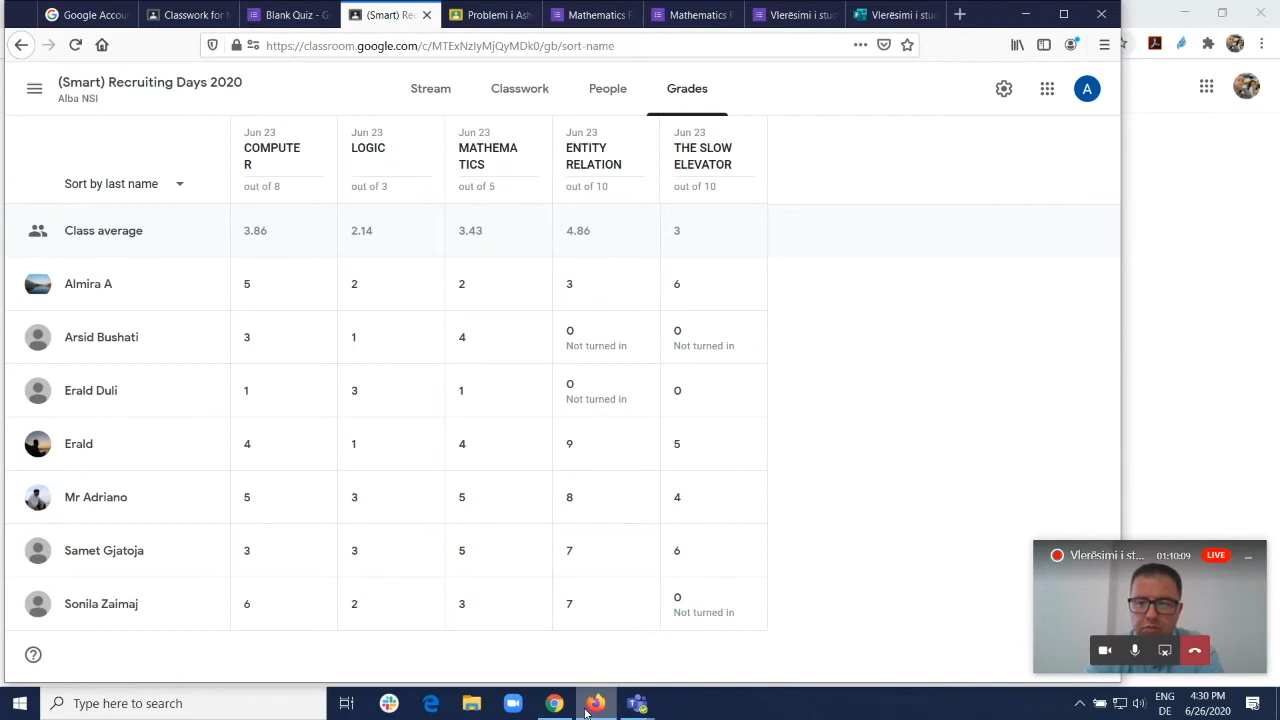 Google Accou
Classwork for M
Blank Quiz - G
(Smart) Rec
Problemi i Ash
Mathematics F
Mathematics F
Vlerësimi i stud
Vlerësimi i stud
https://classroom.google.com/c/MTExNzIyMjQyMDk0/gb/sort-name
(Smart) Recruiting Days 2020
Alba NSI
Stream
Classwork
People
Grades
A
Sort by last name
Jun 23
COMPUTE
R
out of 8
Jun 23
LOGIC
out of 3
Jun 23
MATHEMA
TICS
out of 5
Jun 23
ENTITY
RELATION
out of 10
Jun 23
THE SLOW
ELEVATOR
out of 10
Class average 3.86 2.14 3.43 4.86 3
Almira A 5 2 2 3 6
Arsid Bushati 3 1 4 0 0
Not turned in Not turned in
Erald Duli 1 3 1 0 0
Not turned in
Erald 4 1 4 9 5
Mr Adriano 5 3 5 8 4
Samet Gjatoja 3 3 5 7 6
Sonila Zaimaj 6 2 3 7 0
Not turned in
Vlerësimi i st... 01:10:09 LIVE
Type here to search
ENG
DE
4:30 PM
6/26/2020